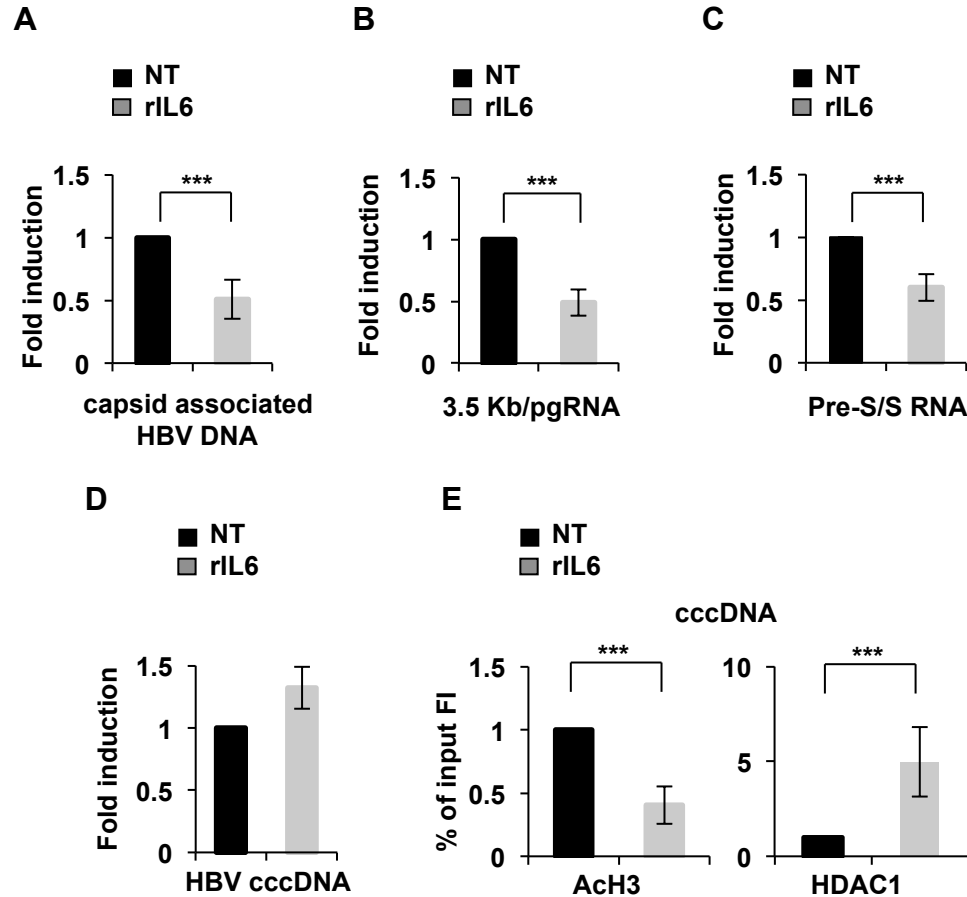 A
NT
rIL6
Fold induction
1.5
1
0.5
0
***
capsid associated
HBV DNA
B
NT
rIL6
Fold induction
1.5
1
0.5
0
***
3.5 Kb/pgRNA
C
NT
rIL6
Fold induction
1.5
1
0.5
0
***
Pre-S/S RNA
D
NT
rIL6
Fold induction
1.5
1
0.5
0
HBV cccDNA
E
NT
rIL6
cccDNA
% of input FI
1.5
1
0.5
0
***
AcH3
10
5
0
***
HDAC1